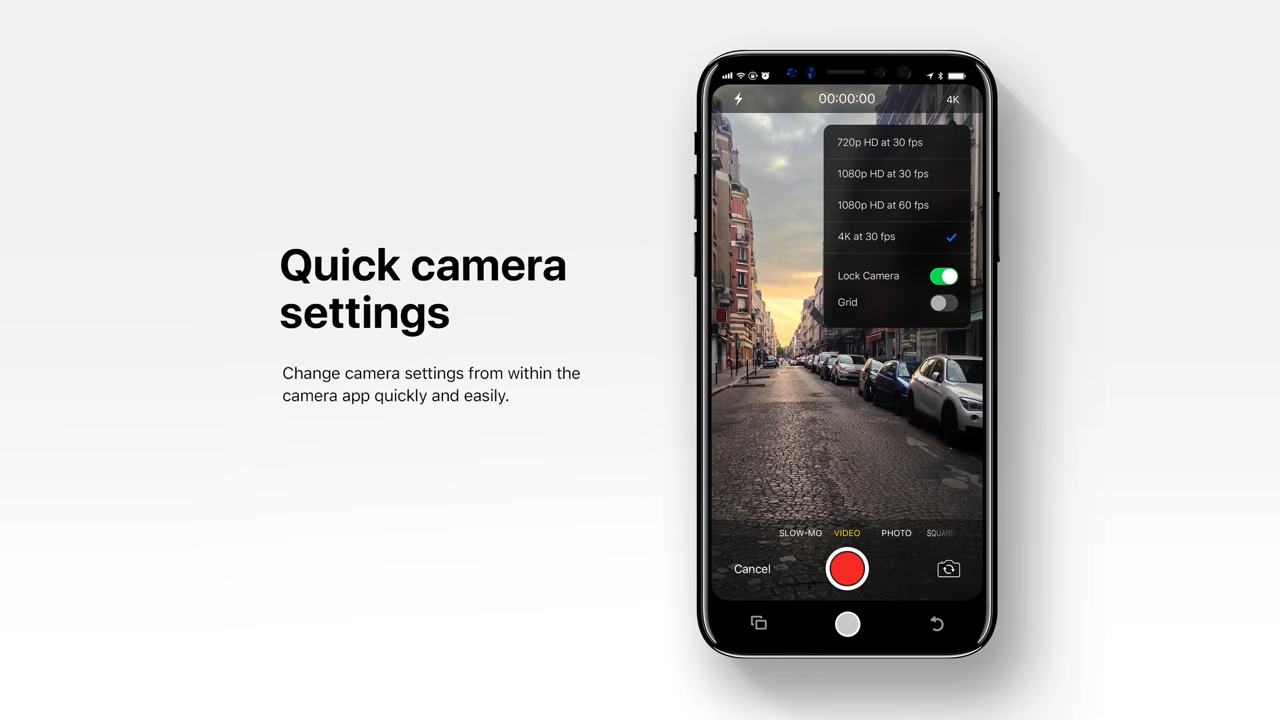 Quick camera
settings
Change camera settings from within the
camera app quickly and easily.
00:00:00
4K
720p HD at 30 fps
1080p HD at 30 fps
1080p HD at 60 fps
4K at 30 fps
Lock Camera
Grid
SLOW-MO VIDEO PHOTO SQUARE
Cancel